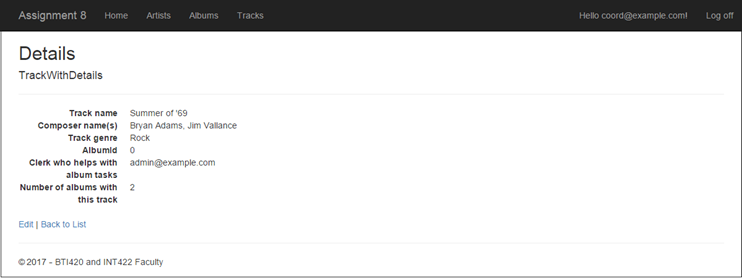 Assignment 8 Home Artists Albums Tracks Hello coord@example.com! Log off
Details
TrackWithDetails
Track name Summer of '69
Composer name(s) Bryan Adams, Jim Vallance
Track genre Rock
AlbumId 0
Clerk who helps with admin@example.com
album tasks
Number of albums with 2
this track
Edit | Back to List
© 2017 - BTI420 and INT422 Faculty